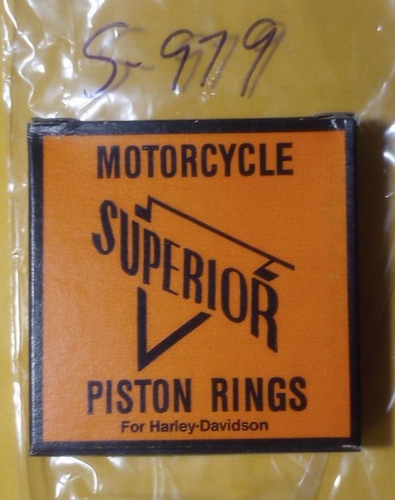 S-979
MOTORCYCLE
SUPERIOR
PISTON RINGS
For Harley-Davidson